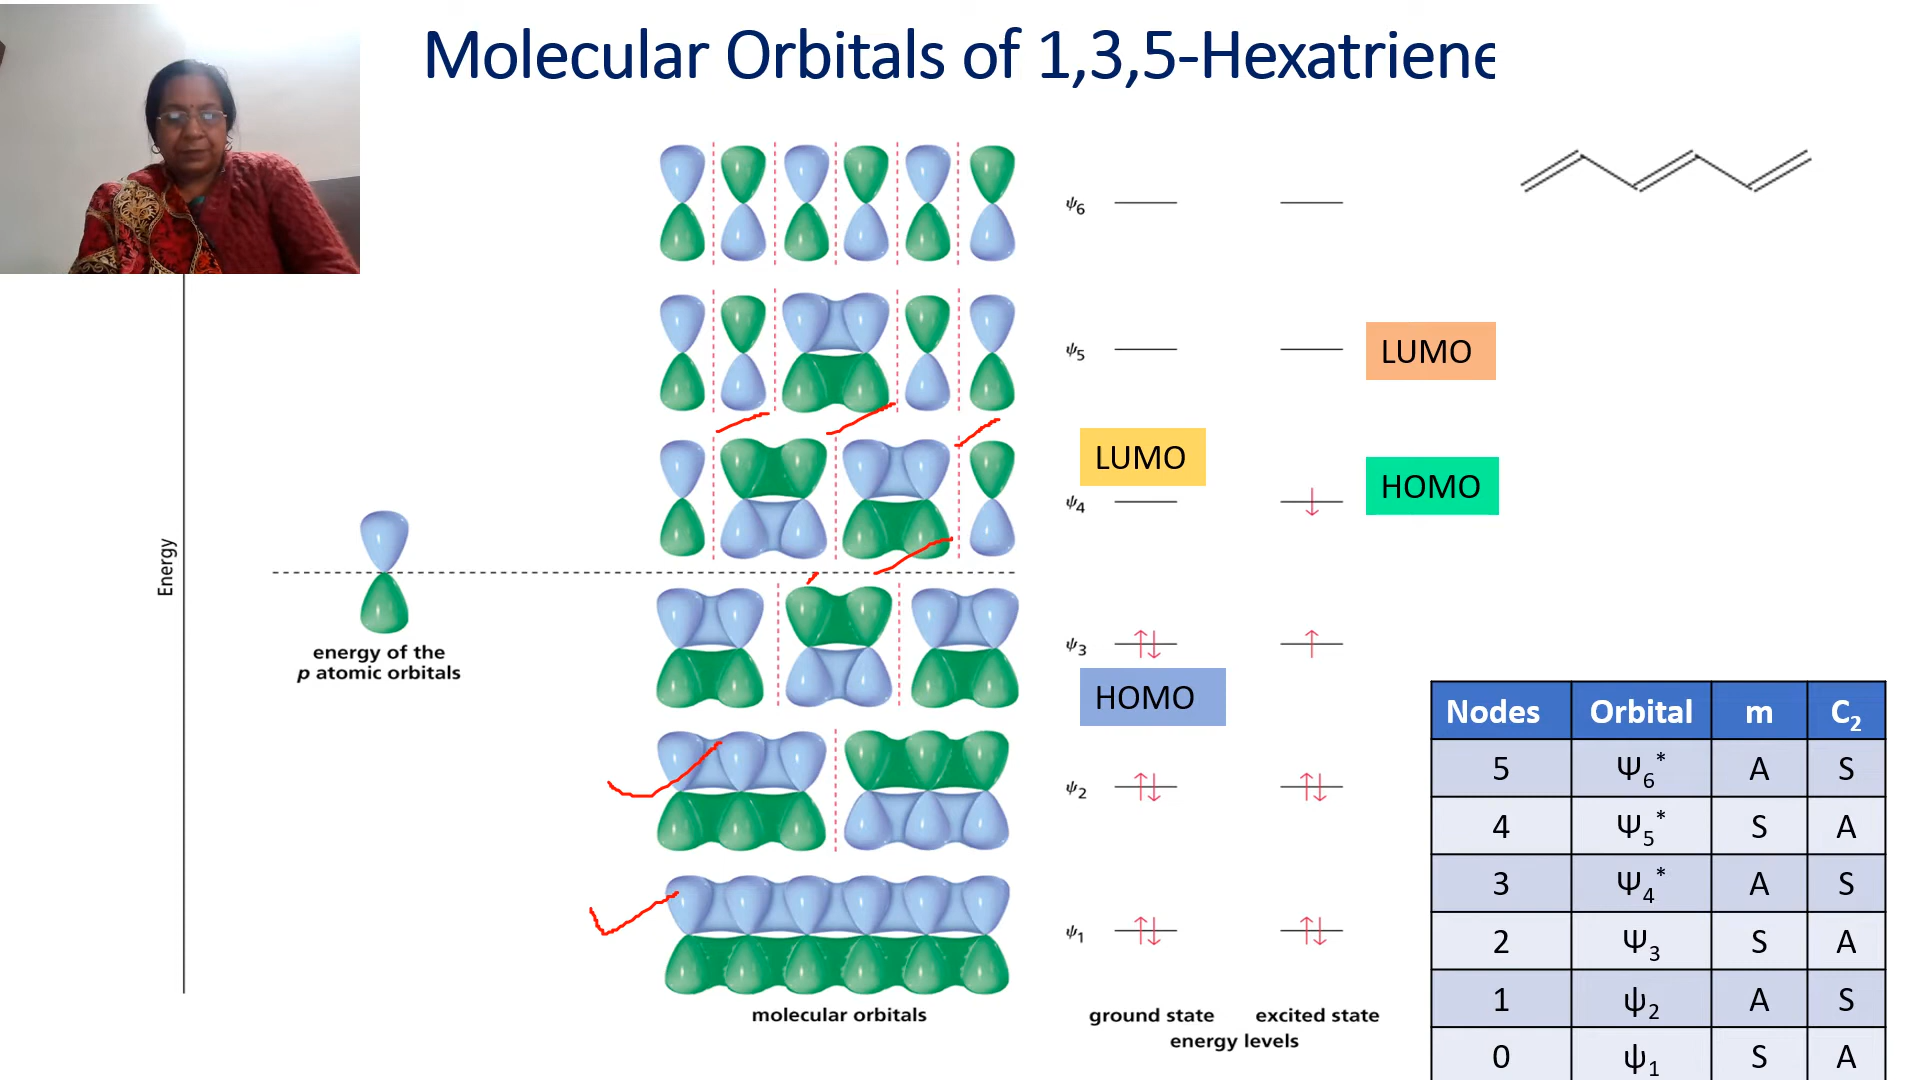 Molecular Orbitals of 1,3,5-Hexatriene
ψ6
ψ5
LUMO
LUMO
ψ4
HOMO
Energy
energy of the
p atomic orbitals
ψ3
HOMO
ψ2
ψ1
molecular orbitals
ground state
excited state
energy levels
Nodes Orbital m C2
5 Ψ6* A S
4 Ψ5* S A
3 Ψ4* A S
2 Ψ3 S A
1 ψ2 A S
0 ψ1 S A